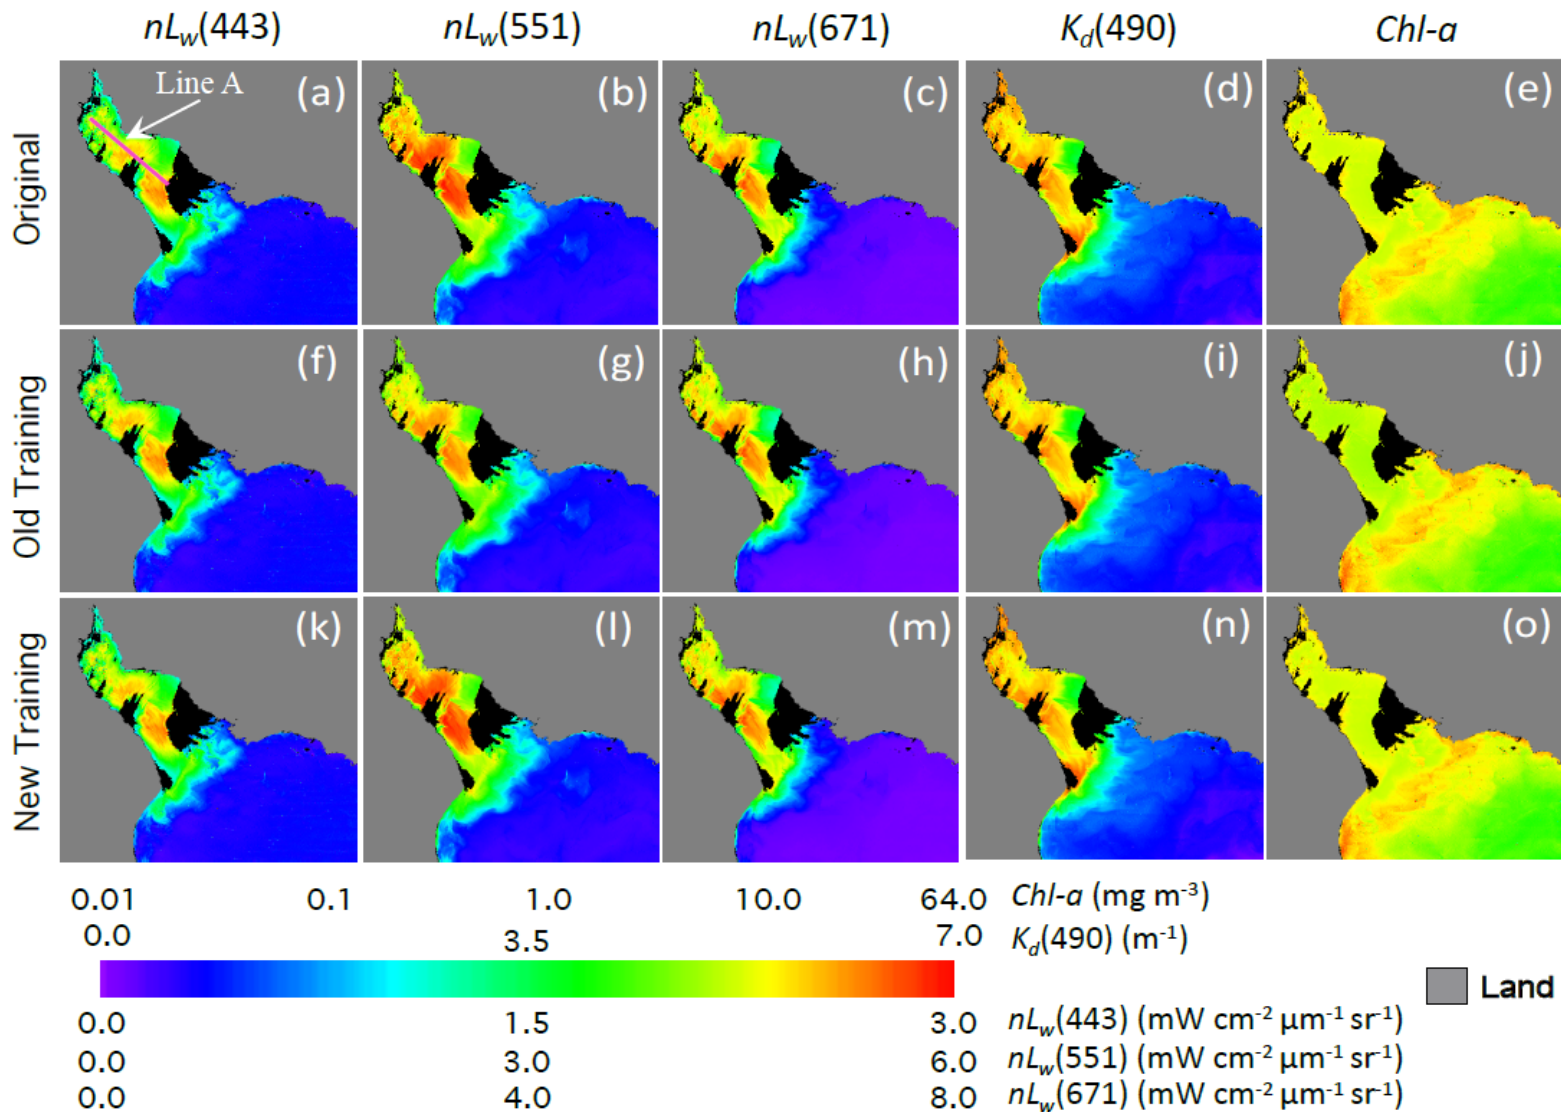 nLw(443) nLw(551) nLw(671) Kd(490) Chl-a
Original
Line A
(a) (b) (c) (d) (e)
Old Training
(f) (g) (h) (i) (j)
New Training
(k) (l) (m) (n) (o)
0.01 0.1 1.0 10.0 64.0 Chl-a (mg m-3)
0.0 3.5 7.0 Kd(490) (m-1)
Land
0.0 1.5 3.0 nLw(443) (mW cm-2 µm-1 sr-1)
0.0 3.0 6.0 nLw(551) (mW cm-2 µm-1 sr-1)
0.0 4.0 8.0 nLw(671) (mW cm-2 µm-1 sr-1)